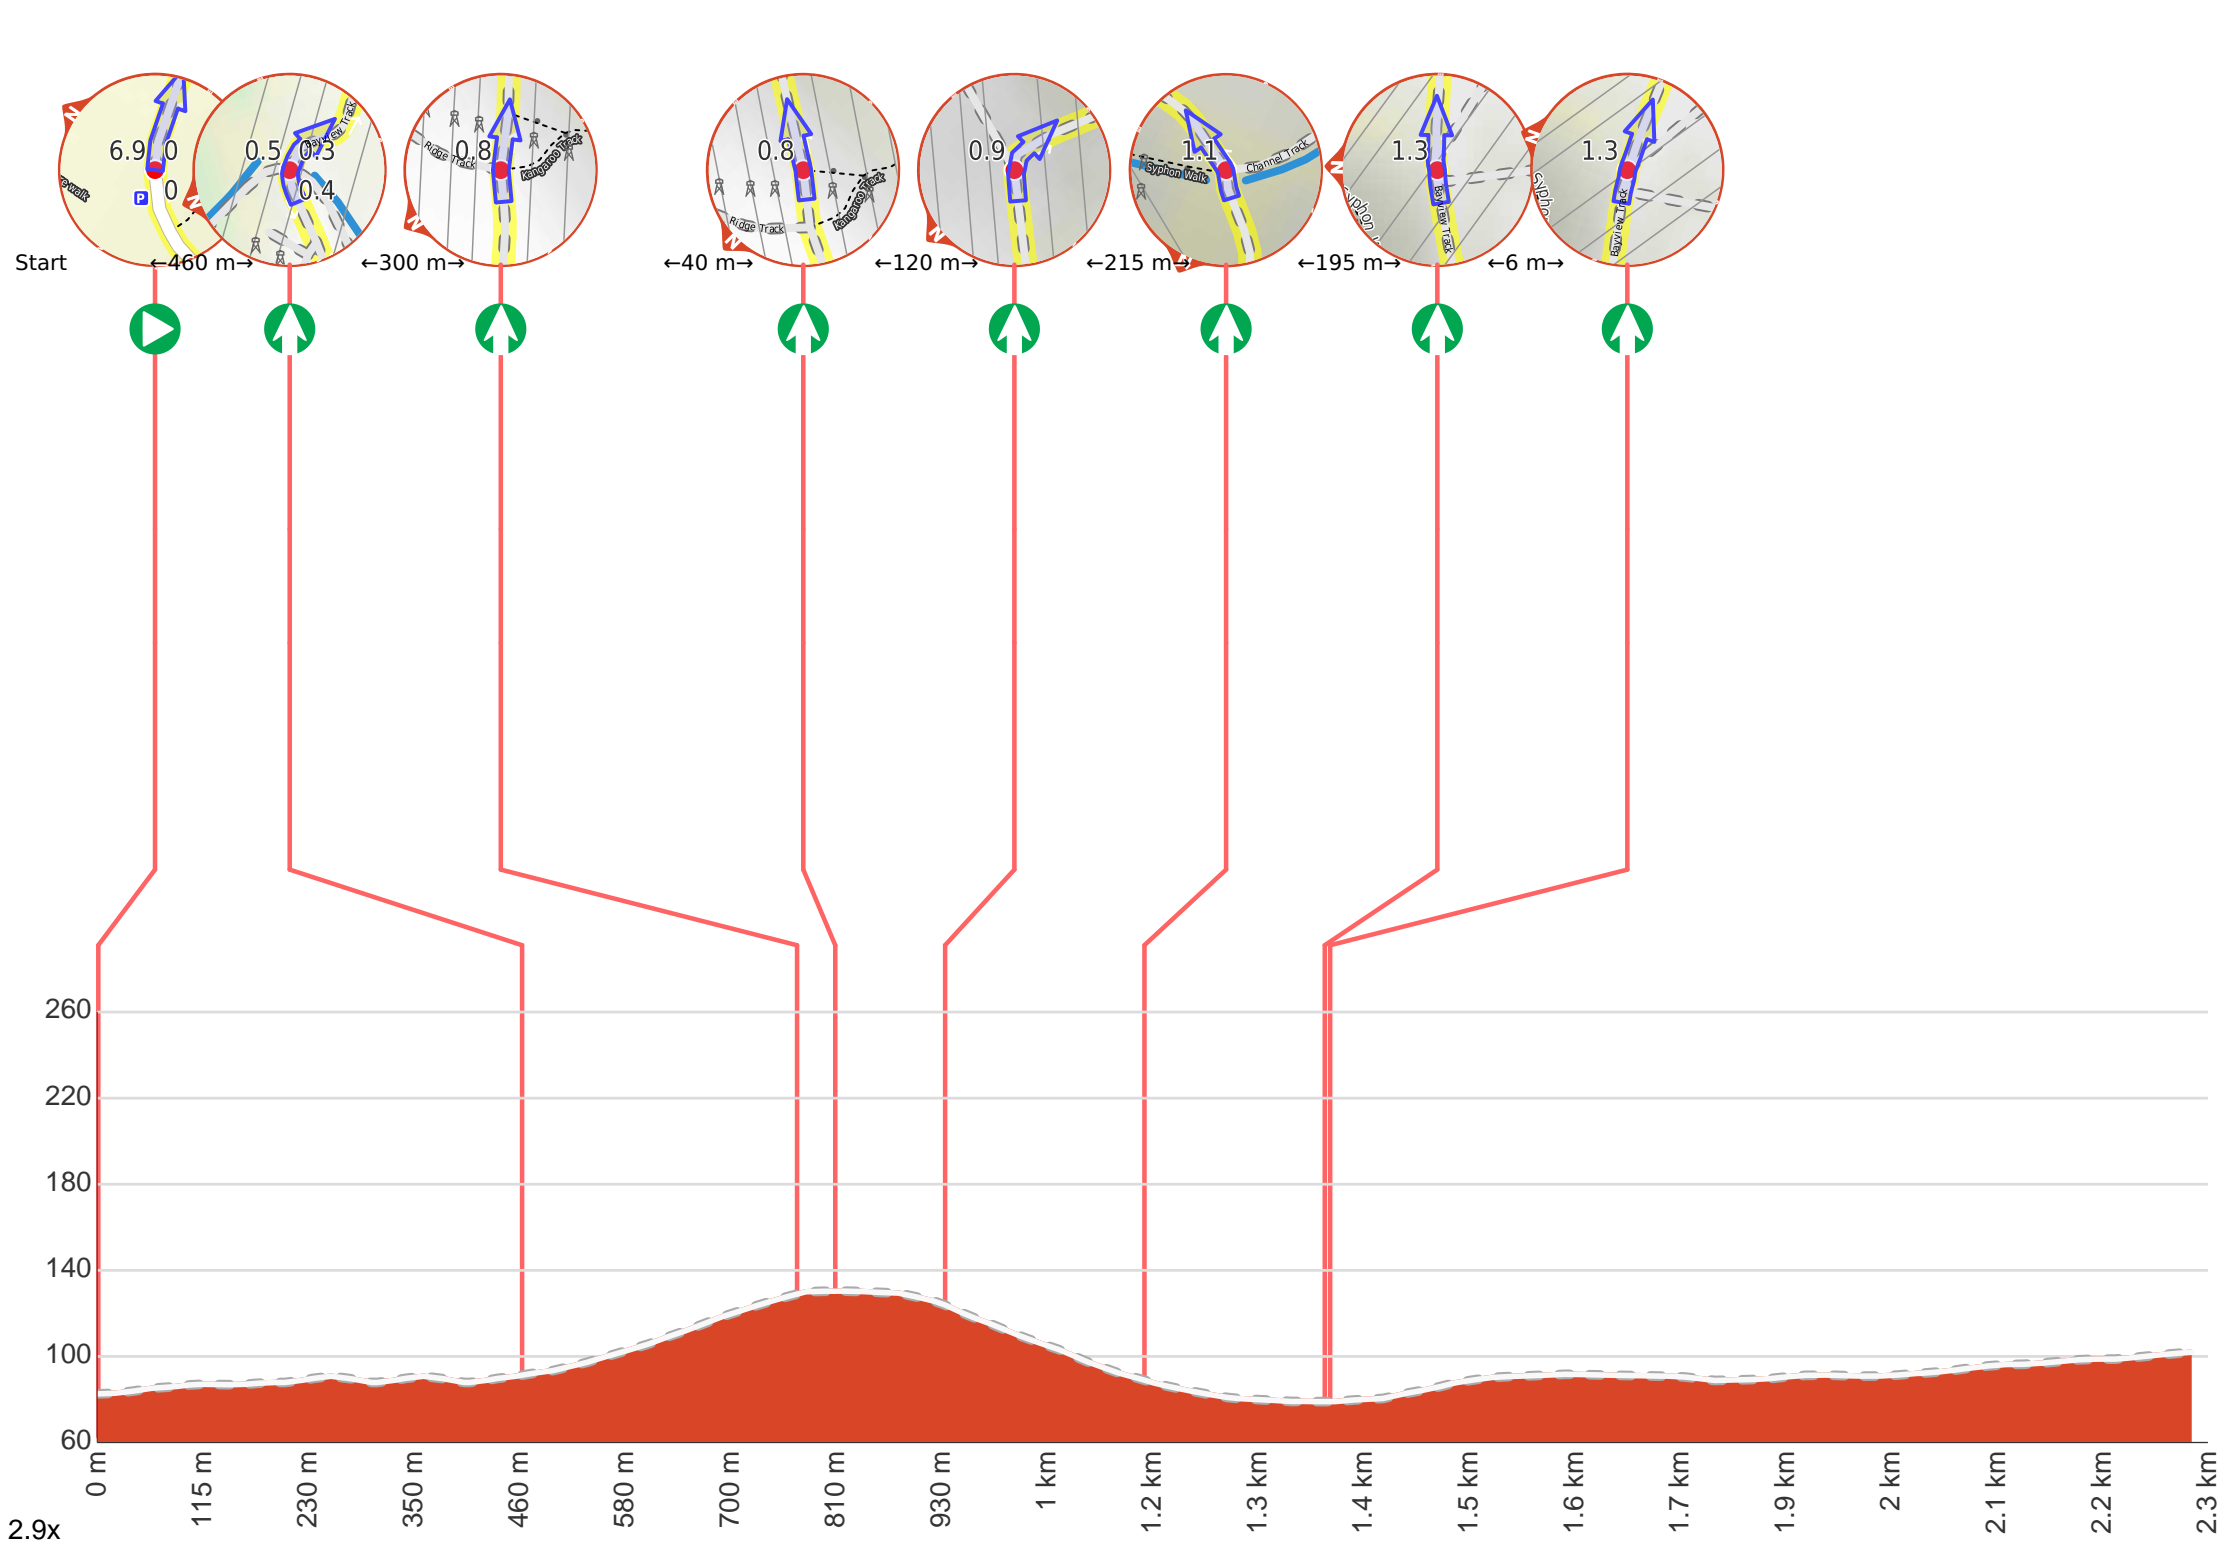 N
6.9 0
0
P
N
0.5 0.3
0.4
Bayview Track
N
0.8
Ridge Track
Kangaroo Track
N
0.8
Ridge Track
Kangaroo Track
N
0.9
1.1
Syphon Walk
Channel Track
N
1.3
Bayview Track
N
1.3
Bayview Track
Start
←460 m→
←300 m→
←40 m→
←120 m→
←215 m→
←195 m→
←6 m→
260
220
180
140
100
60
0 m
115 m
230 m
350 m
460 m
580 m
700 m
810 m
930 m
1 km
1.2 km
1.3 km
1.4 km
1.5 km
1.6 km
1.7 km
1.9 km
2 km
2.1 km
2.2 km
2.3 km
2.9x